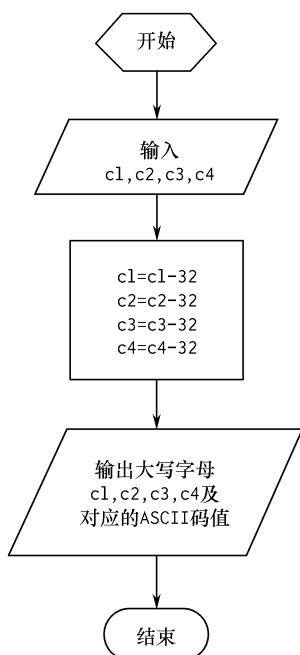 开始
输入
c1,c2,c3,c4
c1=c1-32
c2=c2-32
c3=c3-32
c4=c4-32
输出大写字母
c1,c2,c3,c4及
对应的ASCII码值
结束